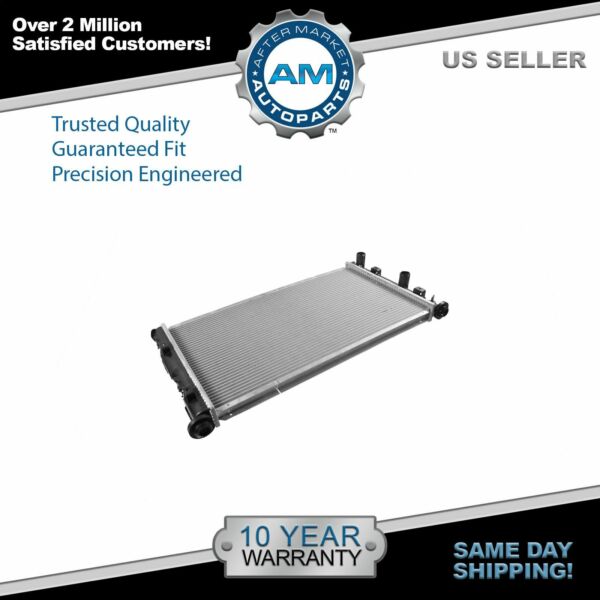 Over 2 Million
Satisfied Customers!
AFTER MARKET
AM
AUTOPARTS
TM
US SELLER
Trusted Quality
Guaranteed Fit
Precision Engineered
10 YEAR
WARRANTY
SAME DAY
SHIPPING!